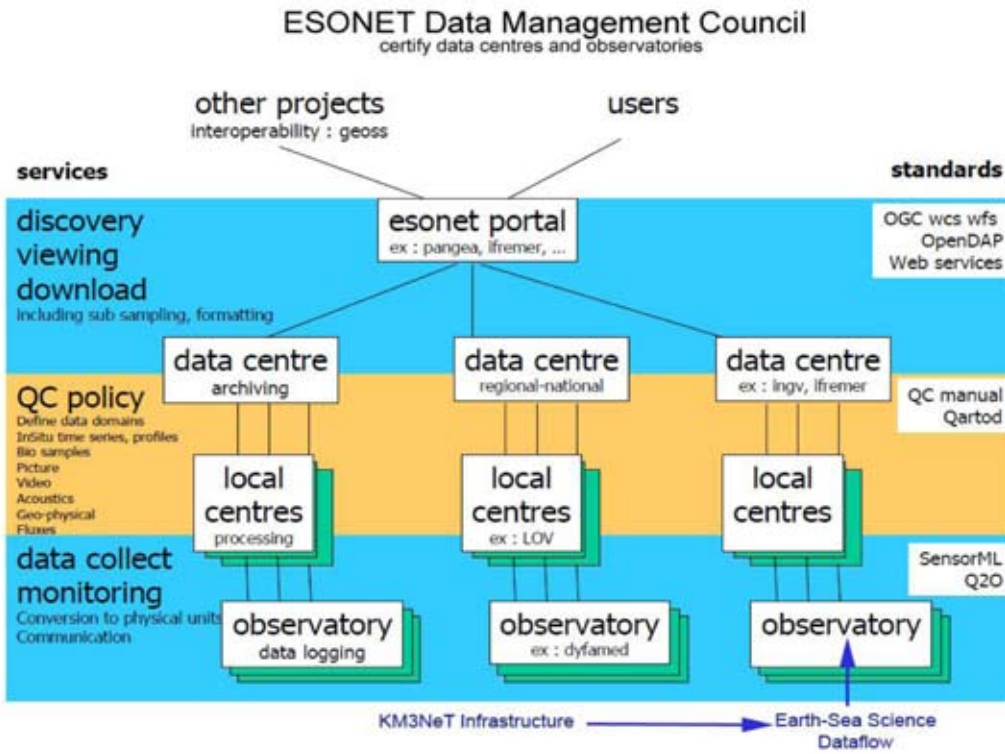 ESONET Data Management Council
certify data centres and observatories
other projects
interoperability : geoss
users
services
standards
discovery
viewing
download
including sub sampling, formatting
esonet portal
ex : pangea, ifremer, ...
OGC wcs wfs
OpenDAP
Web services
data centre
archiving
data centre
regional-national
data centre
ex : ingv, ifremer
QC policy
Define data domains
InSitu time series, profiles
Bio samples
Picture
Video
Acoustics
Geo-physical
Fluxes
QC manual
Qartod
local
centres
processing
local
centres
ex : LOV
local
centres
data collect
monitoring
Conversion to physical units
Communication
SensorML
Q2O
observatory
data logging
observatory
ex : dyfamed
observatory
KM3NeT Infrastructure
Earth-Sea Science
Dataflow